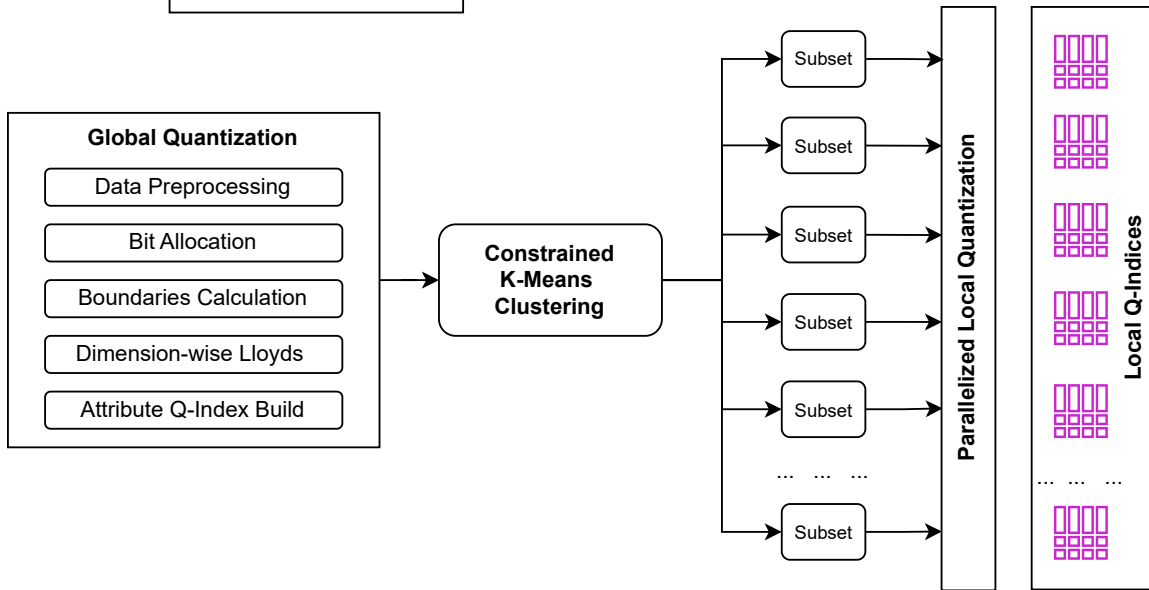 Global Quantization
Data Preprocessing
Bit Allocation
Boundaries Calculation
Dimension-wise Lloyds
Attribute Q-Index Build
Constrained
K-Means
Clustering
Subset
Subset
Subset
Subset
Subset
... ... ...
Subset
Parallelized Local Quantization
... ... ...
Local Q-Indices